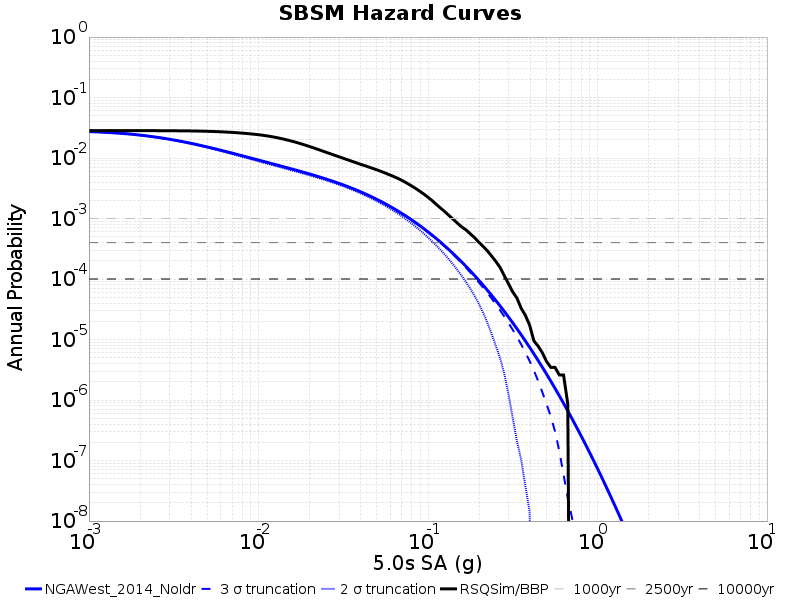 SBSM Hazard Curves
10^0
10^-1
10^-2
10^-3
10^-4
10^-5
10^-6
10^-7
10^-8
Annual Probability
10^-3 10^-2 10^-1 10^0 10^1
5.0s SA (g)
NGAWest_2014_NoIdr 3 σ truncation 2 σ truncation RSQSim/BBP 1000yr 2500yr 10000yr